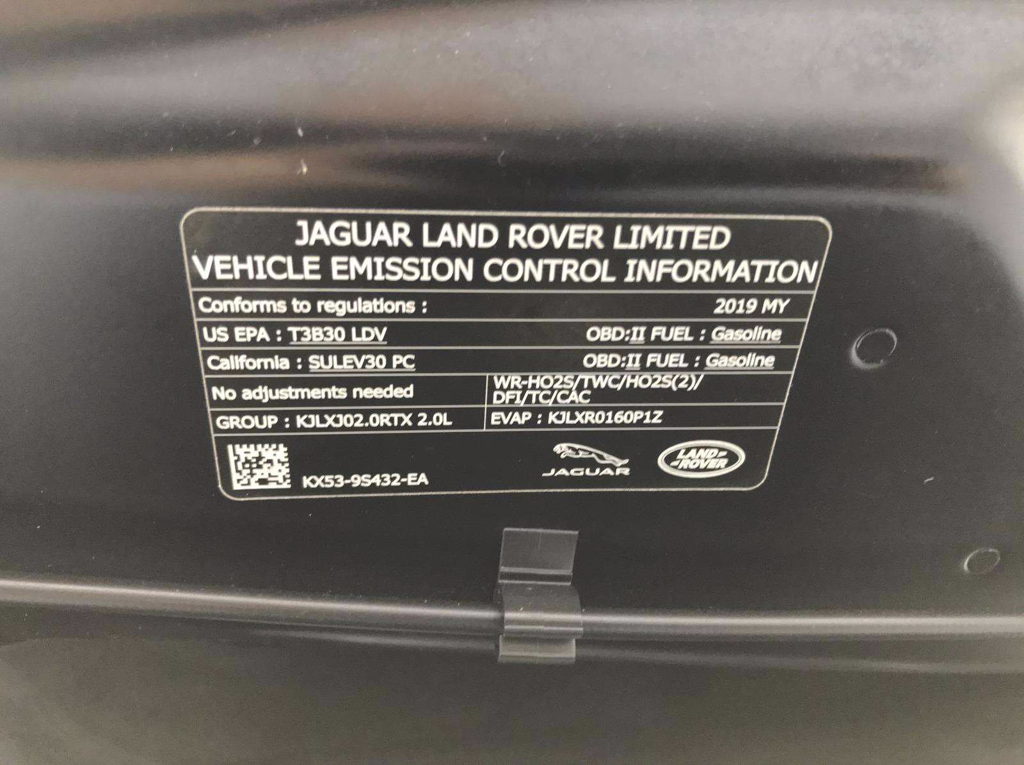 JAGUAR LAND ROVER LIMITED
VEHICLE EMISSION CONTROL INFORMATION
Conforms to regulations : 2019 MY
US EPA : T3B30 LDV OBD:II FUEL : Gasoline
California : SULEV30 PC OBD:II FUEL : Gasoline
No adjustments needed WR-HO2S/TWC/HO2S(2)/
DFI/TC/CAC
GROUP : KJLXJ02.0RTX 2.0L EVAP : KJLXR0160P1Z
KX53-9S432-EA
JAGUAR
LAND-
-ROVER